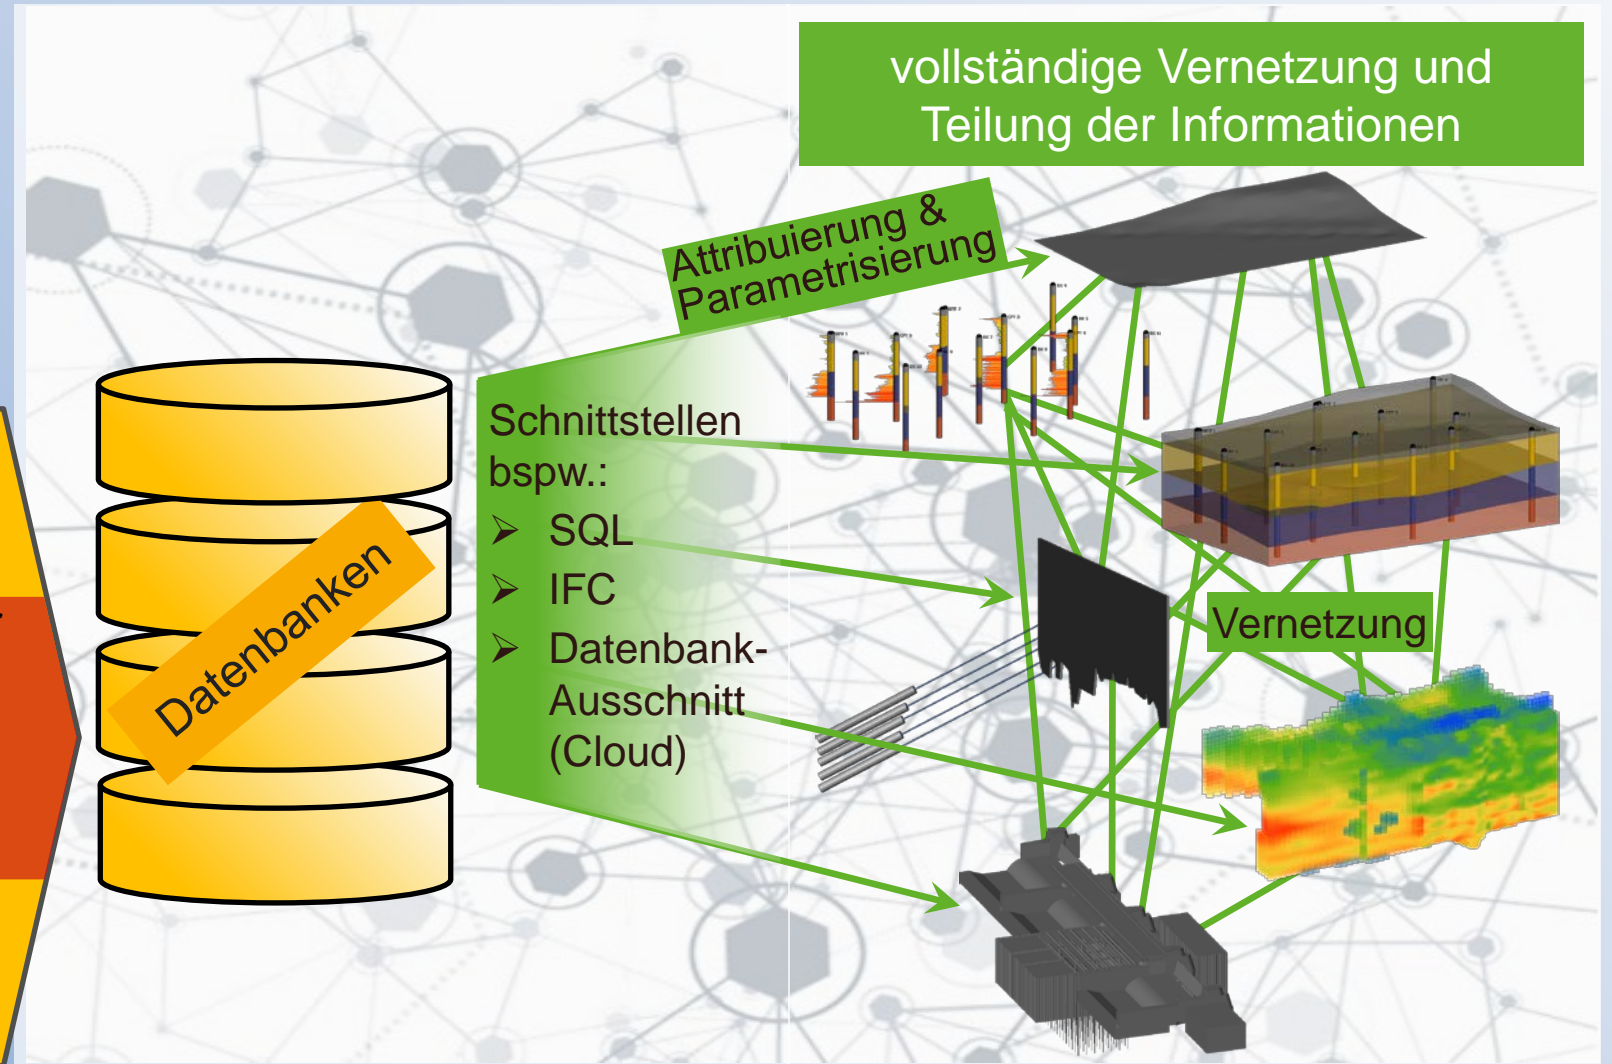 vollständige Vernetzung und
Teilung der Informationen
Attribuierung &
Parametrisierung
Schnittstellen
bspw.:
➢ SQL
➢ IFC
➢ Datenbank-
Ausschnitt
(Cloud)
Datenbanken
Vernetzung